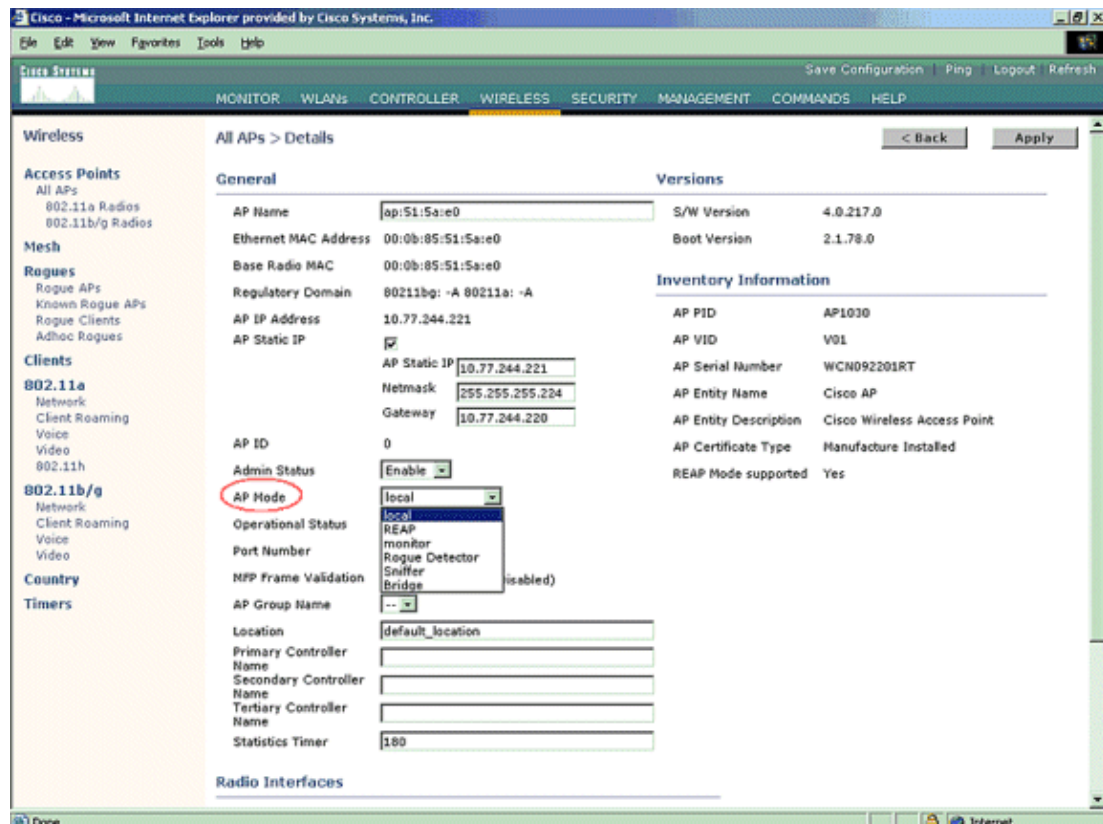 Cisco - Microsoft Internet Explorer provided by Cisco Systems, Inc.
File Edit View Favorites Tools Help
Cisco Systems
Save Configuration | Ping | Logout | Refresh
MONITOR WLANs CONTROLLER WIRELESS SECURITY MANAGEMENT COMMANDS HELP
Wireless
Access Points
All APs
802.11a Radios
802.11b/g Radios
Mesh
Rogues
Rogue APs
Known Rogue APs
Rogue Clients
Adhoc Rogues
Clients
802.11a
Network
Client Roaming
Voice
Video
802.11h
802.11b/g
Network
Client Roaming
Voice
Video
Country
Timers
All APs > Details
< Back
Apply
General
AP Name ap:51:5a:e0
Ethernet MAC Address 00:0b:85:51:5a:e0
Base Radio MAC 00:0b:85:51:5a:e0
Regulatory Domain 80211bg: -A 80211a: -A
AP IP Address 10.77.244.221
AP Static IP
AP Static IP 10.77.244.221
Netmask 255.255.255.224
Gateway 10.77.244.220
AP ID 0
Admin Status Enable
AP Mode local
local
REAP
monitor
Rogue Detector
Sniffer
Bridge
Operational Status
Port Number
MFP Frame Validation isabled)
AP Group Name --
Location default_location
Primary Controller
Name
Secondary Controller
Name
Tertiary Controller
Name
Statistics Timer 180
Radio Interfaces
Versions
S/W Version 4.0.217.0
Boot Version 2.1.78.0
Inventory Information
AP PID AP1030
AP VID V01
AP Serial Number WCN092201RT
AP Entity Name Cisco AP
AP Entity Description Cisco Wireless Access Point
AP Certificate Type Manufacture Installed
REAP Mode supported Yes
Done
Internet